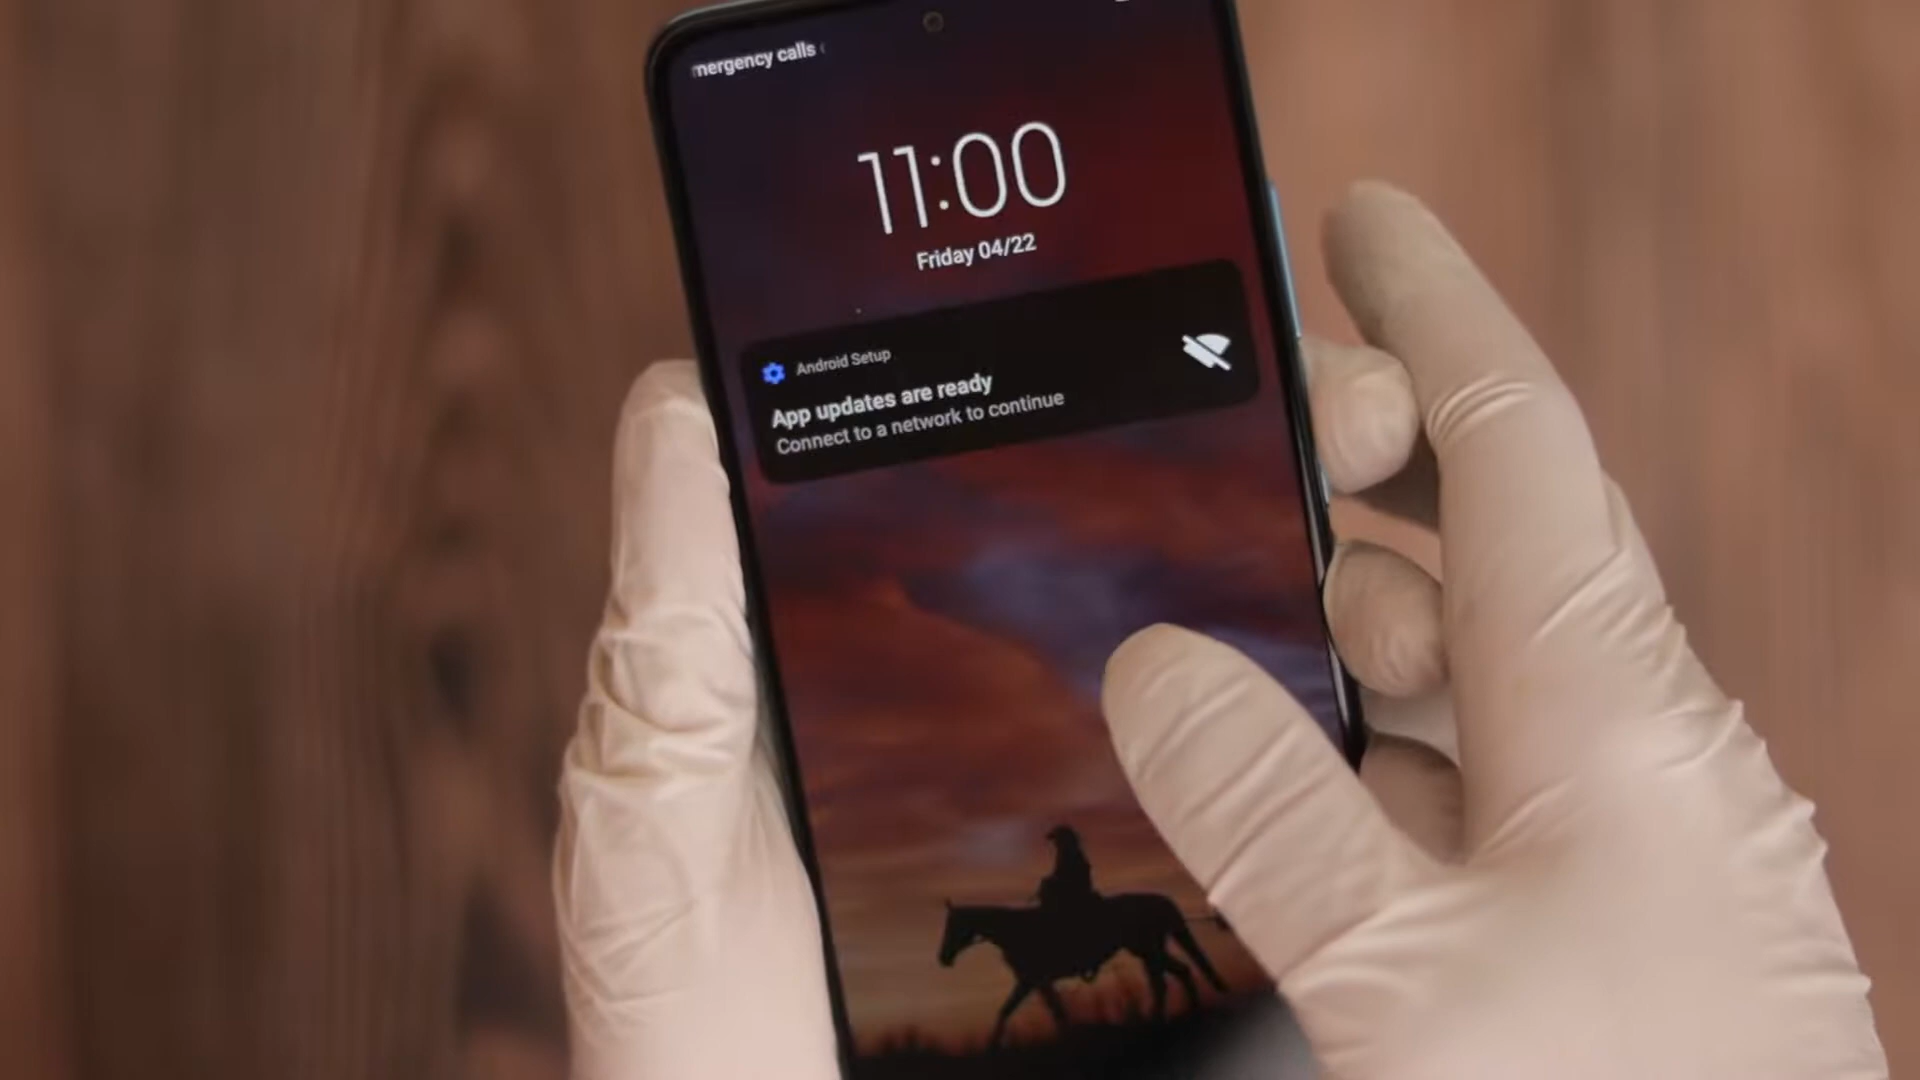 mergency calls
11:00
Friday 04/22
Android Setup
App updates are ready
Connect to a network to continue